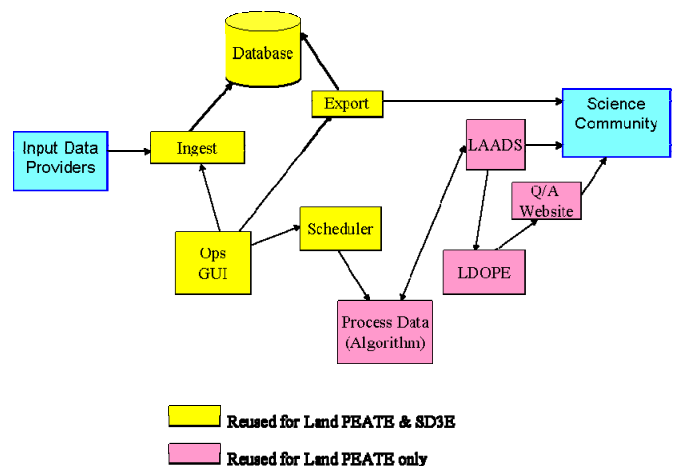 Database
Export
Science
Community
Input Data
Providers
Ingest
LAADS
Q/A
Website
Scheduler
Ops
GUI
LDOPE
Process Data
(Algorithm)
Reused for Land PEATE & SD3E
Reused for Land PEATE only